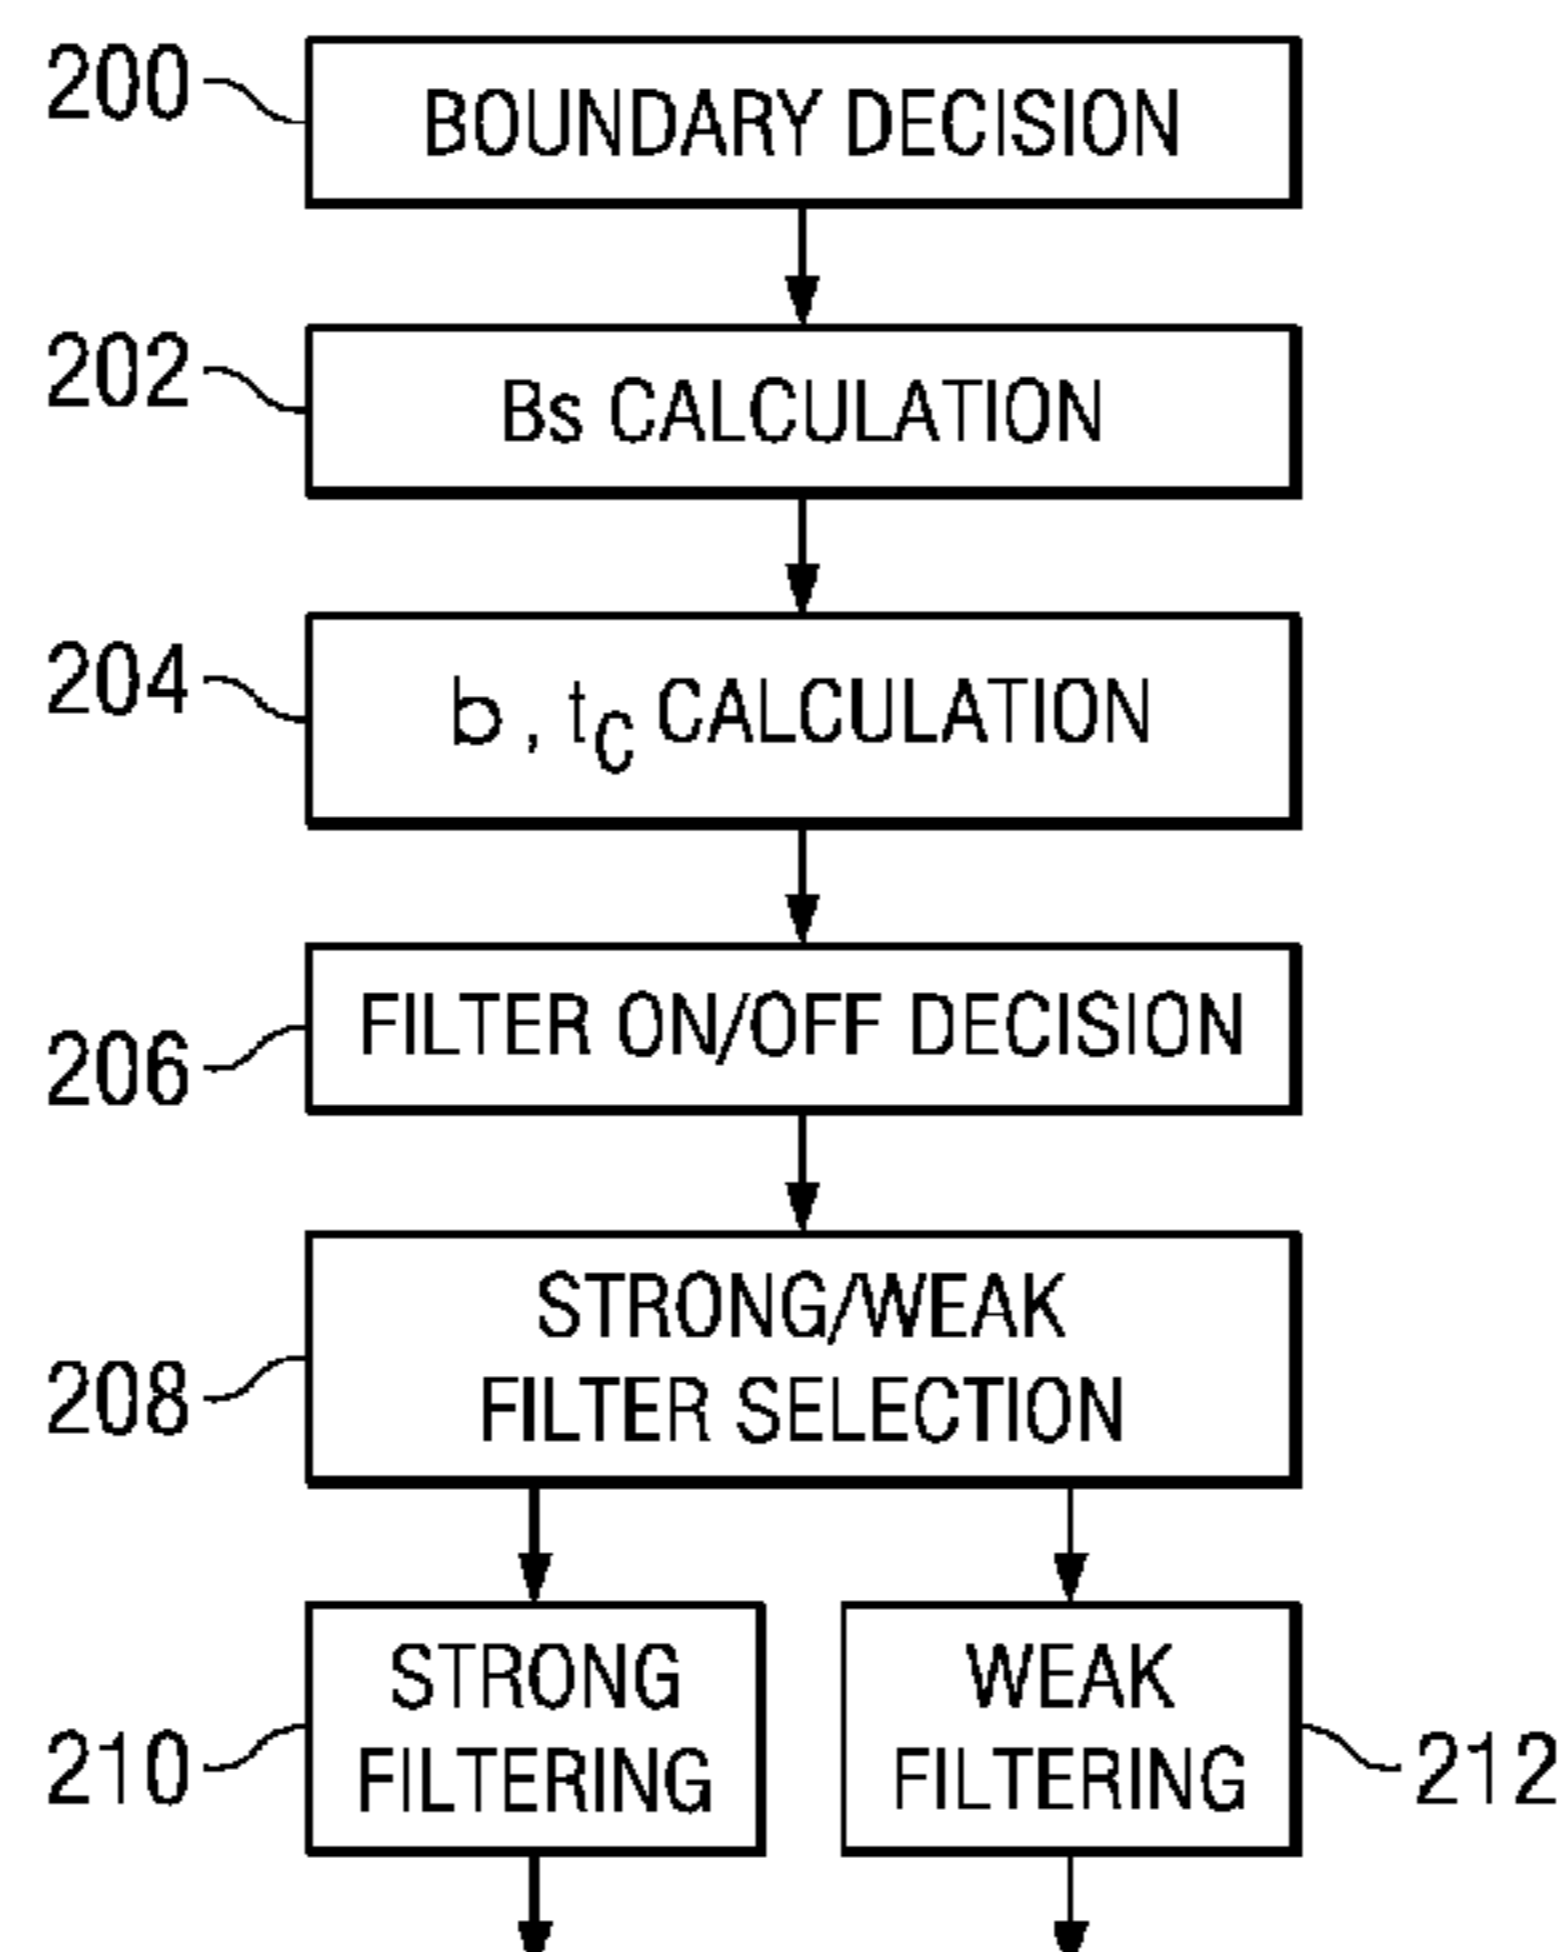 200
BOUNDARY DECISION
202
Bs CALCULATION
204
b, tC CALCULATION
206
FILTER ON/OFF DECISION
208
STRONG/WEAK
FILTER SELECTION
210
STRONG
FILTERING
WEAK
FILTERING
212